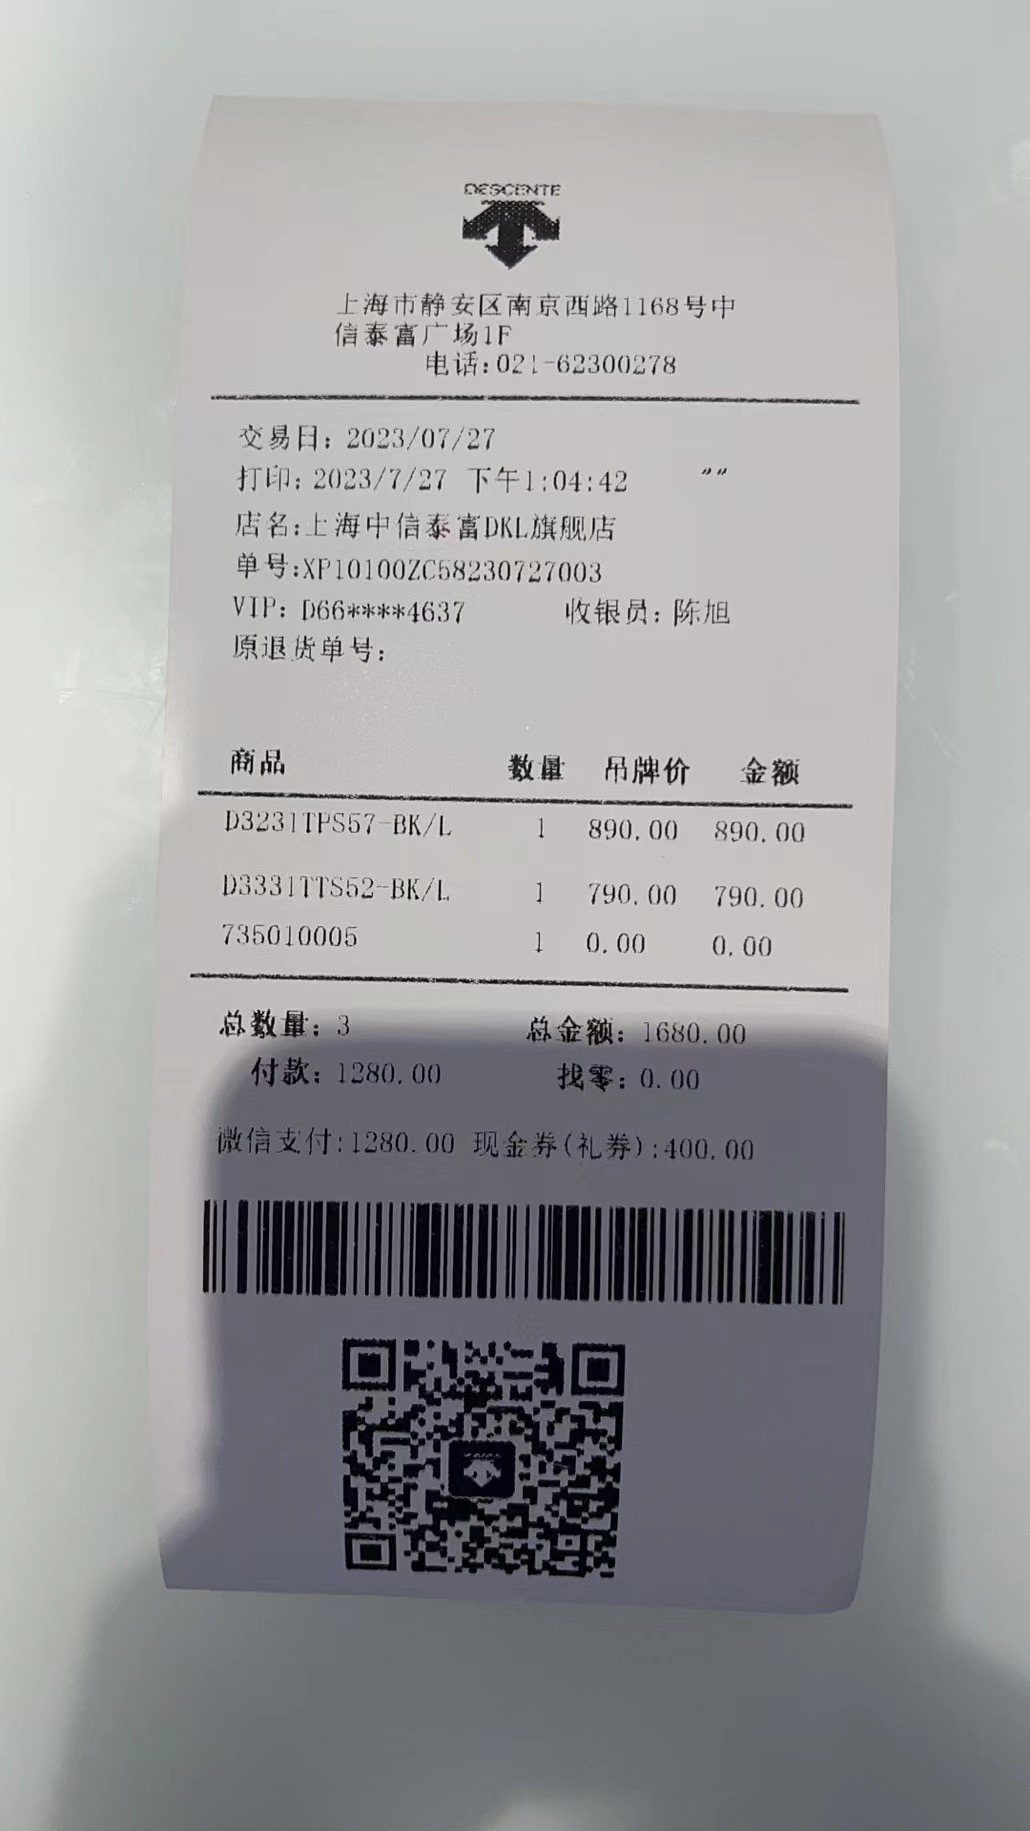 DESCENTE
上海市静安区南京西路1168号中
信泰富广场1F
电话:021-62300278
交易日: 2023/07/27
打印: 2023/7/27 下午1:04:42 ””
店名:上海中信泰富DKL旗舰店
单号:XP10100ZC58230727003
VIP: D66****4637 收银员: 陈旭
原退货单号:
商品 数量 吊牌价 金额
D3231TPS57-BK/L 1 890.00 890.00
D3331TTS52-BK/L 1 790.00 790.00
735010005 1 0.00 0.00
总数量: 3 总金额: 1680.00
付款: 1280.00 找零: 0.00
微信支付:1280.00 现金券(礼券):400.00